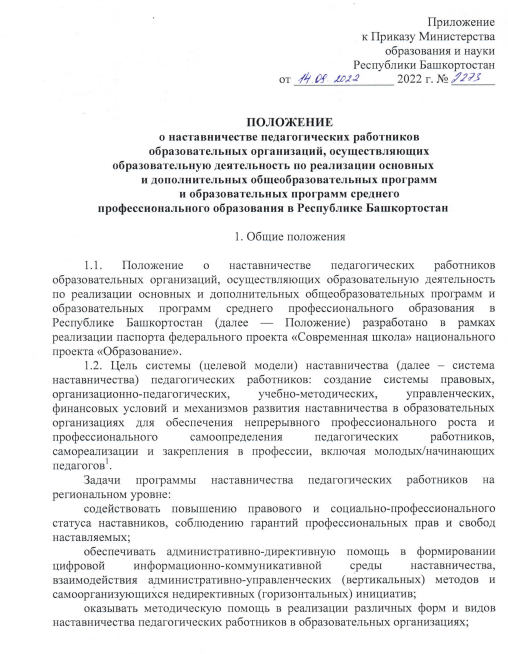 Приложение
к Приказу Министерства
образования и науки
Республики Башкортостан
от 14.09.2022 2022 г. № 2273
ПОЛОЖЕНИЕ
о наставничестве педагогических работников
образовательных организаций, осуществляющих
образовательную деятельность по реализации основных
и дополнительных общеобразовательных программ
и образовательных программ среднего
профессионального образования в Республике Башкортостан
1. Общие положения
1.1. Положение о наставничестве педагогических работников
образовательных организаций, осуществляющих образовательную деятельность
по реализации основных и дополнительных общеобразовательных программ и
образовательных программ среднего профессионального образования в
Республике Башкортостан (далее — Положение) разработано в рамках
реализации паспорта федерального проекта «Современная школа» национального
проекта «Образование».
1.2. Цель системы (целевой модели) наставничества (далее – система
наставничества) педагогических работников: создание системы правовых,
организационно-педагогических, учебно-методических, управленческих,
финансовых условий и механизмов развития наставничества в образовательных
организациях для обеспечения непрерывного профессионального роста и
профессионального самоопределения педагогических работников,
самореализации и закрепления в профессии, включая молодых/начинающих
педагогов¹.
Задачи программы наставничества педагогических работников на
региональном уровне:
содействовать повышению правового и социально-профессионального
статуса наставников, соблюдению гарантий профессиональных прав и свобод
наставляемых;
обеспечивать административно-директивную помощь в формировании
цифровой информационно-коммуникативной среды наставничества,
взаимодействия административно-управленческих (вертикальных) методов и
самоорганизующихся недирективных (горизонтальных) инициатив;
оказывать методическую помощь в реализации различных форм и видов
наставничества педагогических работников в образовательных организациях;